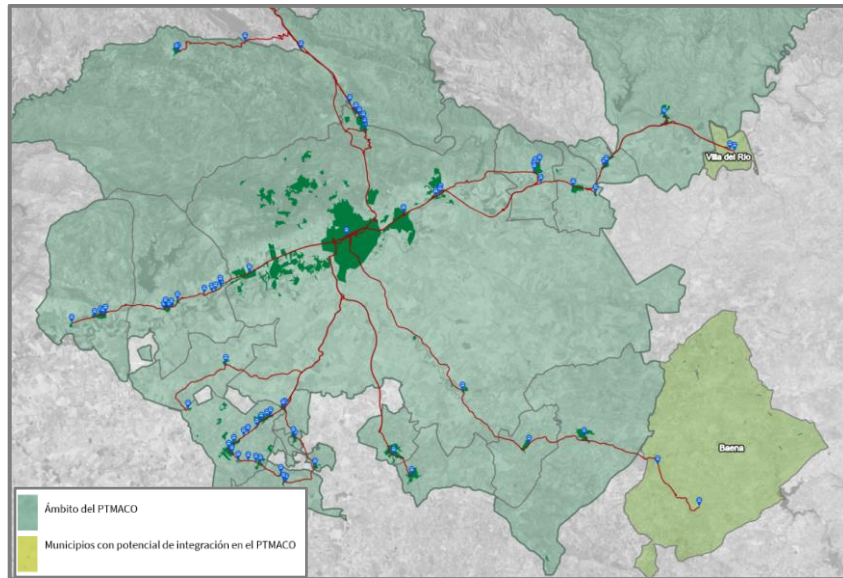 Villa del Río
Baena
Ámbito del PTMACO
Municipios con potencial de integración en el PTMACO